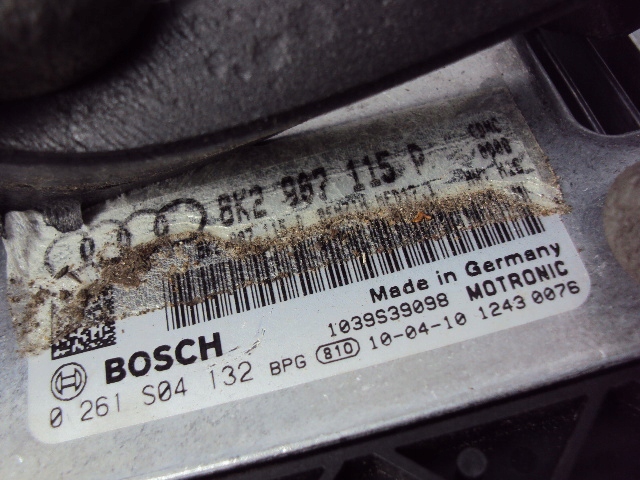 8K2 907 115 P
Made in Germany
1039S39098 MOTRONIC
BOSCH
0 261 S04 132 BPG 810 10-04-10 1243 0076